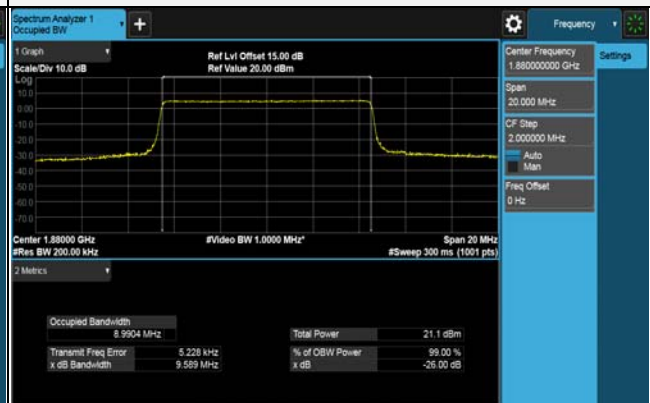 Spectrum Analyzer 1
Occupied BW
+
Frequency
1 Graph
Scale/Div 10.0 dB
Ref Lvl Offset 15.00 dB
Ref Value 20.00 dBm
Log
10.0
0.00
-10.0
-20.0
-30.0
-40.0
-50.0
-60.0
-70.0
Center 1.88000 GHz
#Video BW 1.0000 MHz*
Span 20 MHz
#Res BW 200.00 kHz
#Sweep 300 ms (1001 pts)
2 Metrics
Occupied Bandwidth
8.9904 MHz
Total Power 21.1 dBm
Transmit Freq Error 5.228 kHz
% of OBW Power 99.00 %
x dB Bandwidth 9.589 MHz
x dB -26.00 dB
Center Frequency
1.880000000 GHz
Settings
Span
20.000 MHz
CF Step
2.000000 MHz
Auto
Man
Freq Offset
0 Hz